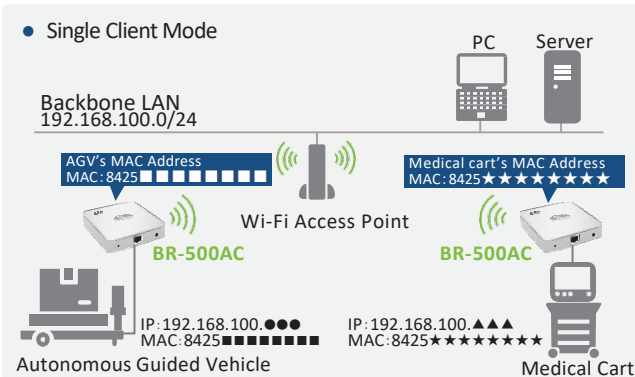 ● Single Client Mode
PC
Server
Backbone LAN
192.168.100.0/24
AGV's MAC Address
MAC:8425■■■■■■■■
Medical cart's MAC Address
MAC:8425★★★★★★★★
Wi-Fi Access Point
BR-500AC
BR-500AC
IP:192.168.100.●●●
MAC:8425■■■■■■■■
IP:192.168.100.▲▲▲
MAC:8425★★★★★★★★
Autonomous Guided Vehicle
Medical Cart